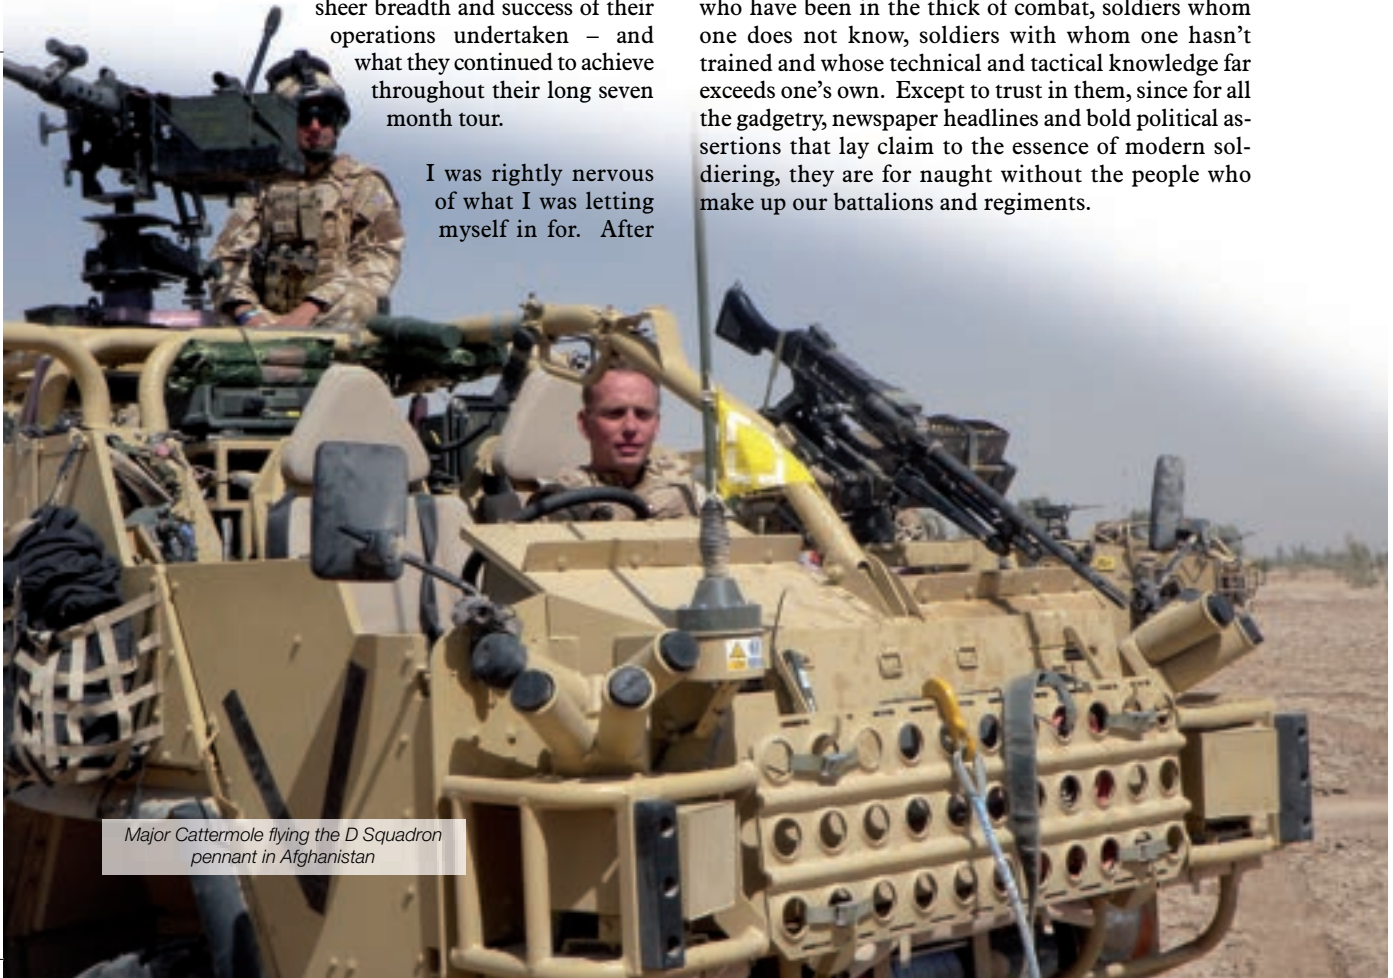 sheer breadth and success of their
operations undertaken – and
what they continued to achieve
throughout their long seven
month tour.
I was rightly nervous
of what I was letting
myself in for. After
who have been in the thick of combat, soldiers whom
one does not know, soldiers with whom one hasn't
trained and whose technical and tactical knowledge far
exceeds one's own. Except to trust in them, since for all
the gadgetry, newspaper headlines and bold political as-
sertions that lay claim to the essence of modern sol-
diering, they are for naught without the people who
make up our battalions and regiments.
Major Cattermole flying the D Squadron
pennant in Afghanistan